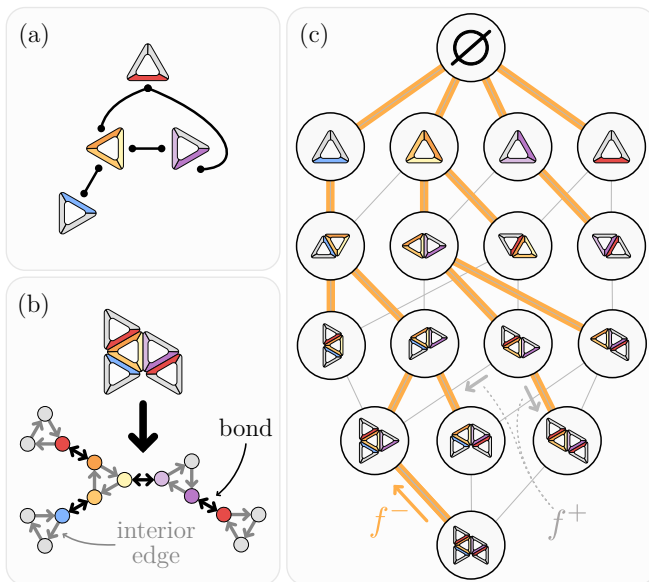 (a)
(b)
bond
interior
edge
(c)
∅
f⁻
f⁺